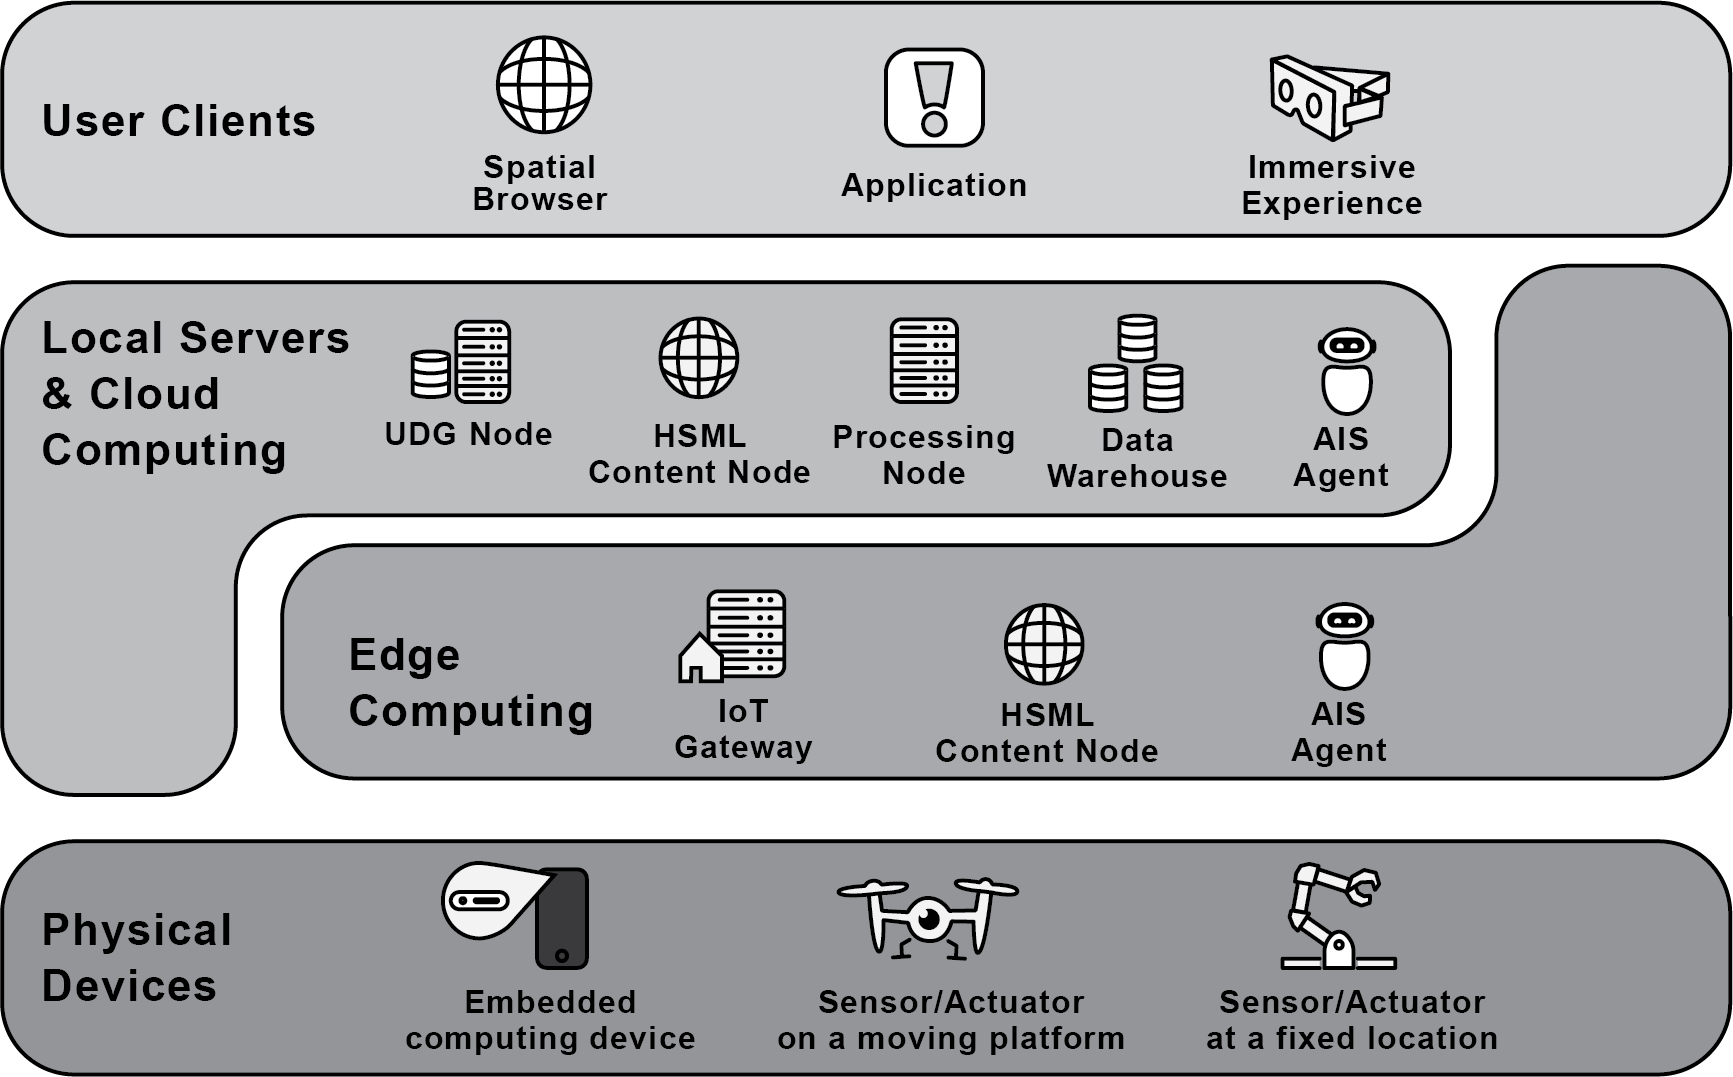 User Clients
Spatial
Browser
Application
Immersive
Experience
Local Servers
& Cloud
Computing
UDG Node
HSML
Content Node
Processing
Node
Data
Warehouse
AIS
Agent
Edge
Computing
IoT
Gateway
HSML
Content Node
AIS
Agent
Physical
Devices
Embedded
computing device
Sensor/Actuator
on a moving platform
Sensor/Actuator
at a fixed location